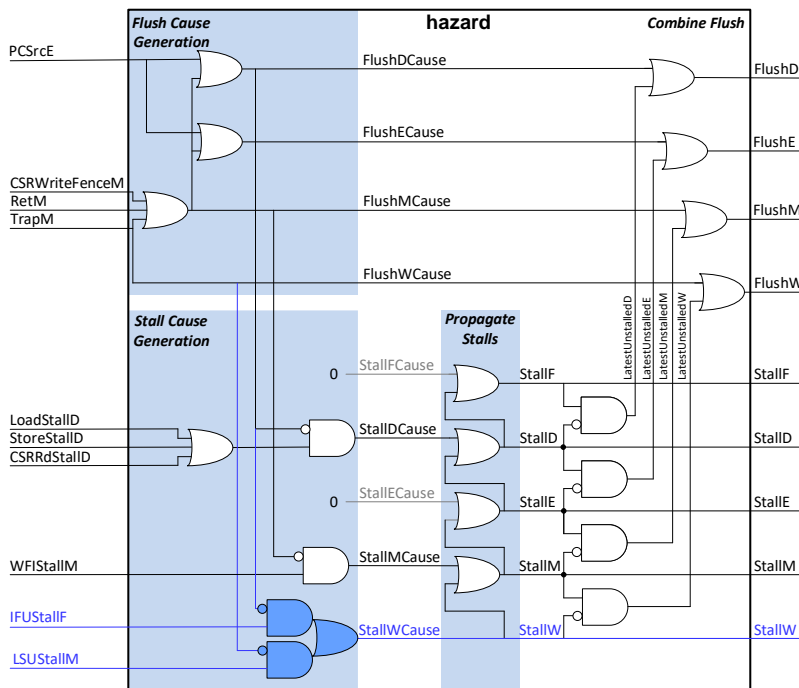 hazard
Flush Cause
Generation
Combine Flush
PCSrcE
FlushDCause
FlushD
FlushECause
FlushE
CSRWriteFenceM
RetM
TrapM
FlushMCause
FlushM
FlushWCause
FlushW
LatestUnstalledD
LatestUnstalledE
LatestUnstalledM
LatestUnstalledW
Stall Cause
Generation
Propagate
Stalls
0
StallFCause
StallF
StallF
LoadStallD
StoreStallD
CSRRdStallD
StallDCause
StallD
StallD
0
StallECause
StallE
StallE
WFIStallM
StallMCause
StallM
StallM
IFUStallF
StallWCause
StallW
StallW
LSUStallM